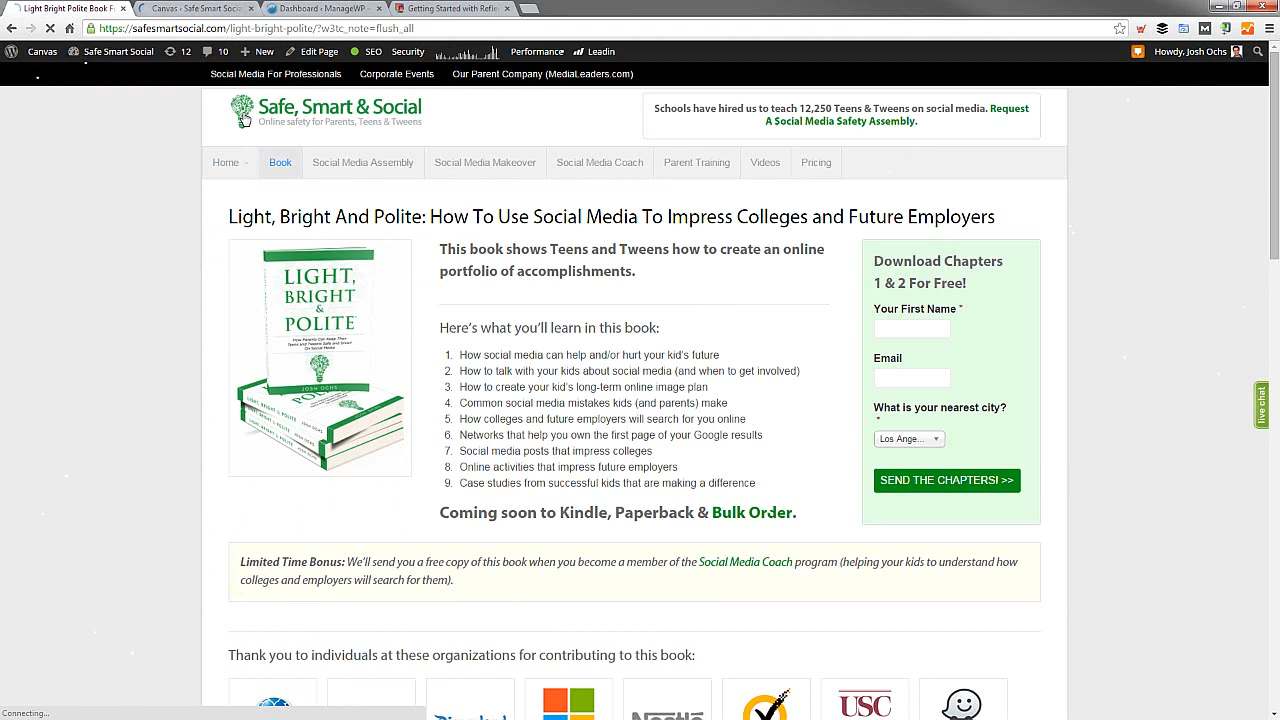 Light Bright Polite Book F
Canvas ‹ Safe Smart Social
Dashboard ‹ ManageWP
Getting Started with Refle
https://safesmartsocial.com/light-bright-polite/?w3tc_note=flush_all
Canvas
Safe Smart Social
12
10
New
Edit Page
SEO
Security
Performance
Leadin
Howdy, Josh Ochs
Social Media For Professionals
Corporate Events
Our Parent Company (MediaLeaders.com)
Safe, Smart & Social
Online safety for Parents, Teens & Tweens
Schools have hired us to teach 12,250 Teens & Tweens on social media. Request
A Social Media Safety Assembly.
Home
Book
Social Media Assembly
Social Media Makeover
Social Media Coach
Parent Training
Videos
Pricing
Light, Bright And Polite: How To Use Social Media To Impress Colleges and Future Employers
LIGHT,
BRIGHT
&
POLITE
How Parents Can Keep Their
Teens and Tweens Safe and Smart
On Social Media
JOSH OCHS
This book shows Teens and Tweens how to create an online
portfolio of accomplishments.
Here's what you'll learn in this book:
1. How social media can help and/or hurt your kid's future
2. How to talk with your kids about social media (and when to get involved)
3. How to create your kid's long-term online image plan
4. Common social media mistakes kids (and parents) make
5. How colleges and future employers will search for you online
6. Networks that help you own the first page of your Google results
7. Social media posts that impress colleges
8. Online activities that impress future employers
9. Case studies from successful kids that are making a difference
Coming soon to Kindle, Paperback & Bulk Order.
Download Chapters
1 & 2 For Free!
Your First Name *
Email
What is your nearest city?
*
Los Ange...
SEND THE CHAPTERS! >>
live chat
Limited Time Bonus: We'll send you a free copy of this book when you become a member of the Social Media Coach program (helping your kids to understand how
colleges and employers will search for them).
Thank you to individuals at these organizations for contributing to this book:
Nestlé
USC
Connecting...